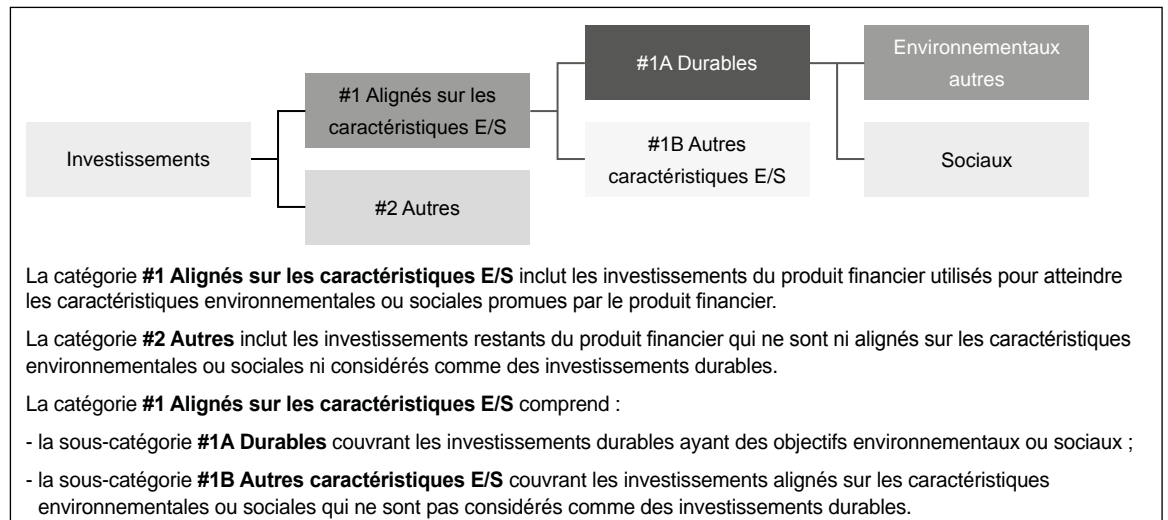 Investissements
#1 Alignés sur les
caractéristiques E/S
#2 Autres
#1A Durables
#1B Autres
caractéristiques E/S
Environnementaux
autres
Sociaux
La catégorie #1 Alignés sur les caractéristiques E/S inclut les investissements du produit financier utilisés pour atteindre
les caractéristiques environnementales ou sociales promues par le produit financier.
La catégorie #2 Autres inclut les investissements restants du produit financier qui ne sont ni alignés sur les caractéristiques
environnementales ou sociales ni considérés comme des investissements durables.
La catégorie #1 Alignés sur les caractéristiques E/S comprend :
- la sous-catégorie #1A Durables couvrant les investissements durables ayant des objectifs environnementaux ou sociaux ;
- la sous-catégorie #1B Autres caractéristiques E/S couvrant les investissements alignés sur les caractéristiques
environnementales ou sociales qui ne sont pas considérés comme des investissements durables.